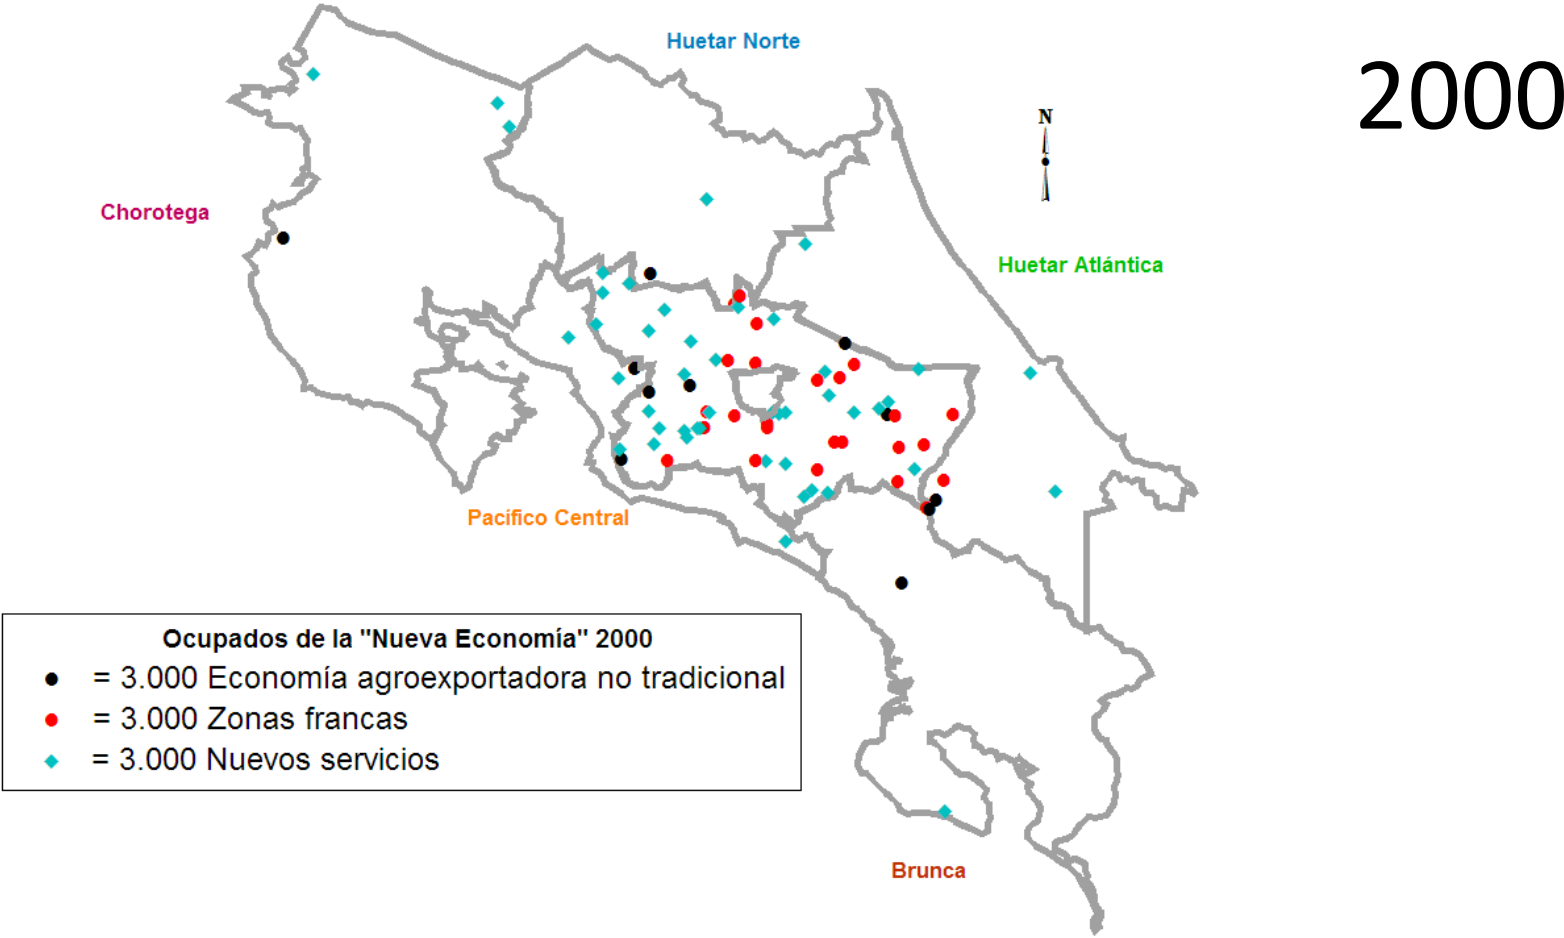 Huetar Norte
2000
N
Chorotega
Huetar Atlántica
Pacífico Central
Ocupados de la "Nueva Economía" 2000
= 3.000 Economía agroexportadora no tradicional
= 3.000 Zonas francas
= 3.000 Nuevos servicios
Brunca